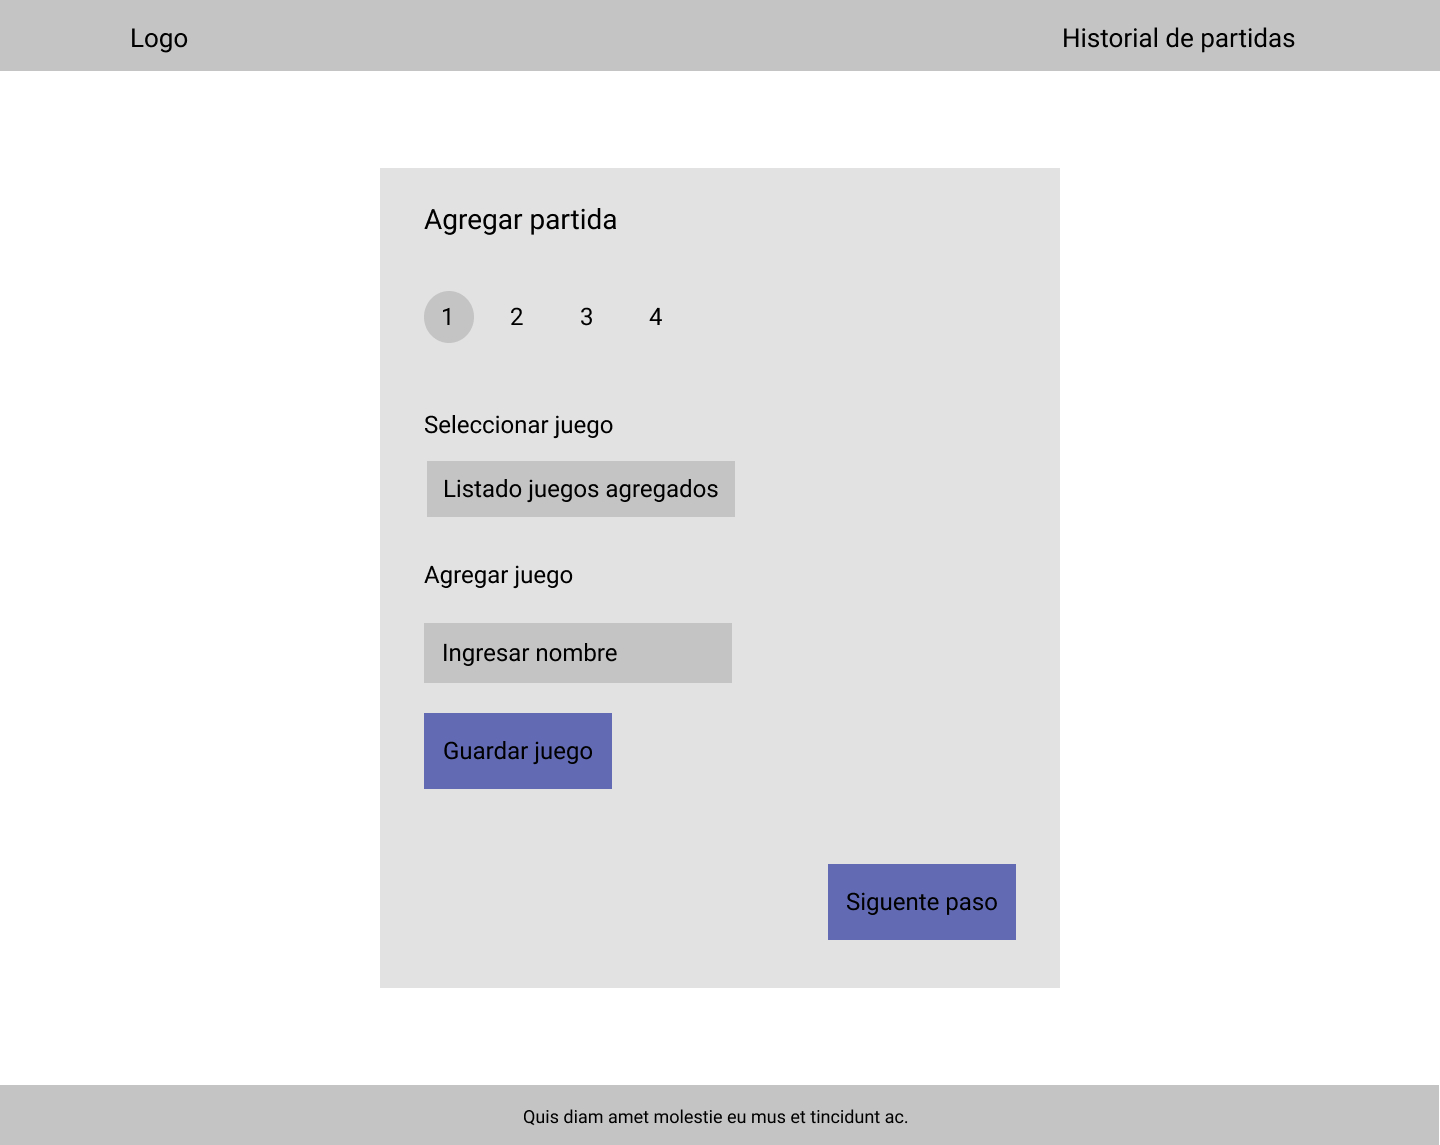 Logo
Historial de partidas
Agregar partida
1 2 3 4
Seleccionar juego
Listado juegos agregados
Agregar juego
Ingresar nombre
Guardar juego
Siguente paso
Quis diam amet molestie eu mus et tincidunt ac.